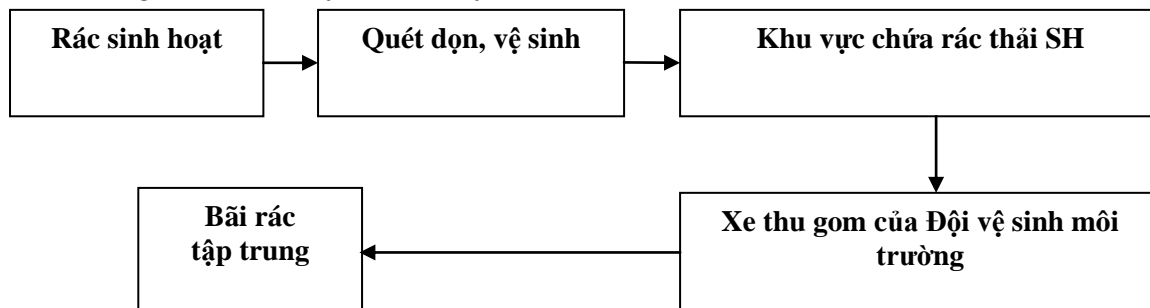 Rác sinh hoạt
Quét dọn, vệ sinh
Khu vực chứa rác thải SH
Xe thu gom của Đội vệ sinh môi
trường
Bãi rác
tập trung